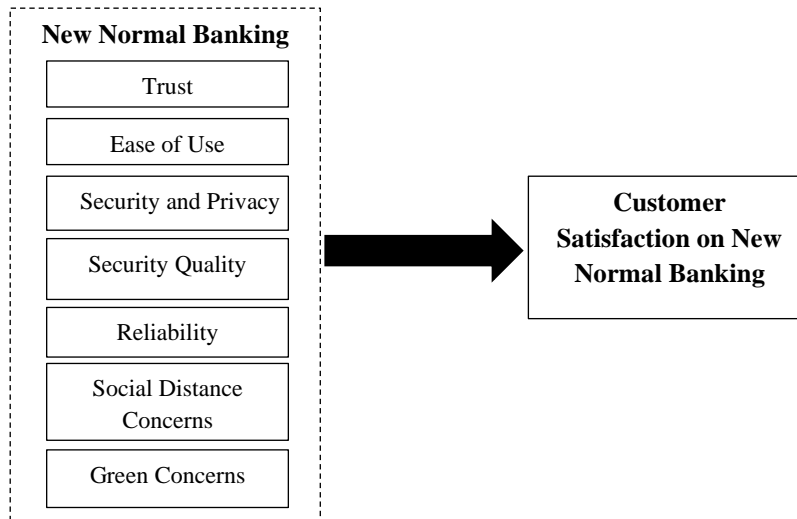 New Normal Banking
Trust
Ease of Use
Security and Privacy
Security Quality
Reliability
Social Distance
Concerns
Green Concerns
Customer
Satisfaction on New
Normal Banking